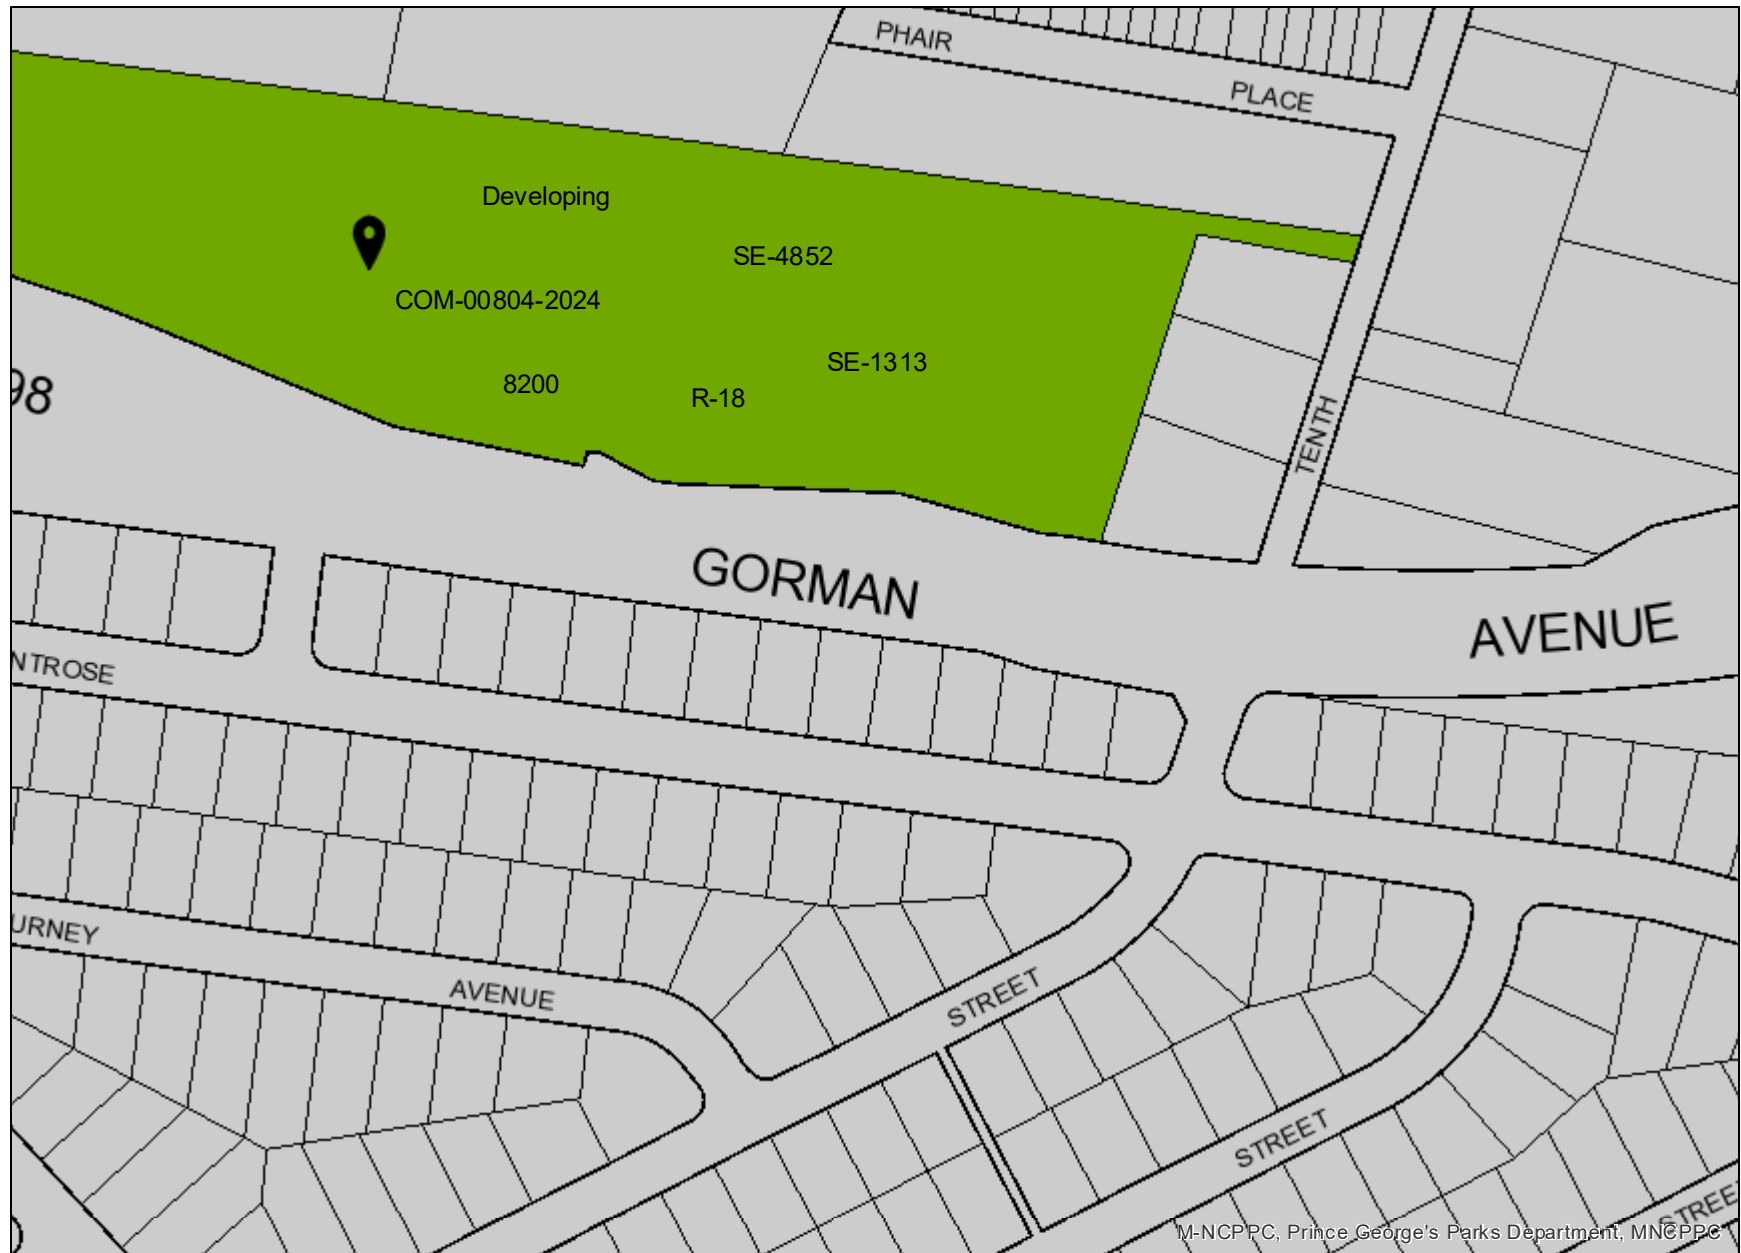 PHAIR
PLACE
Developing
SE-4852
COM-00804-2024
SE-1313
8200
R-18
98
TENTH
GORMAN
AVENUE
NTROSE
URNEY
AVENUE
STREET
STREET
STREET
M-NCPPC, Prince George's Parks Department, MNCPPC